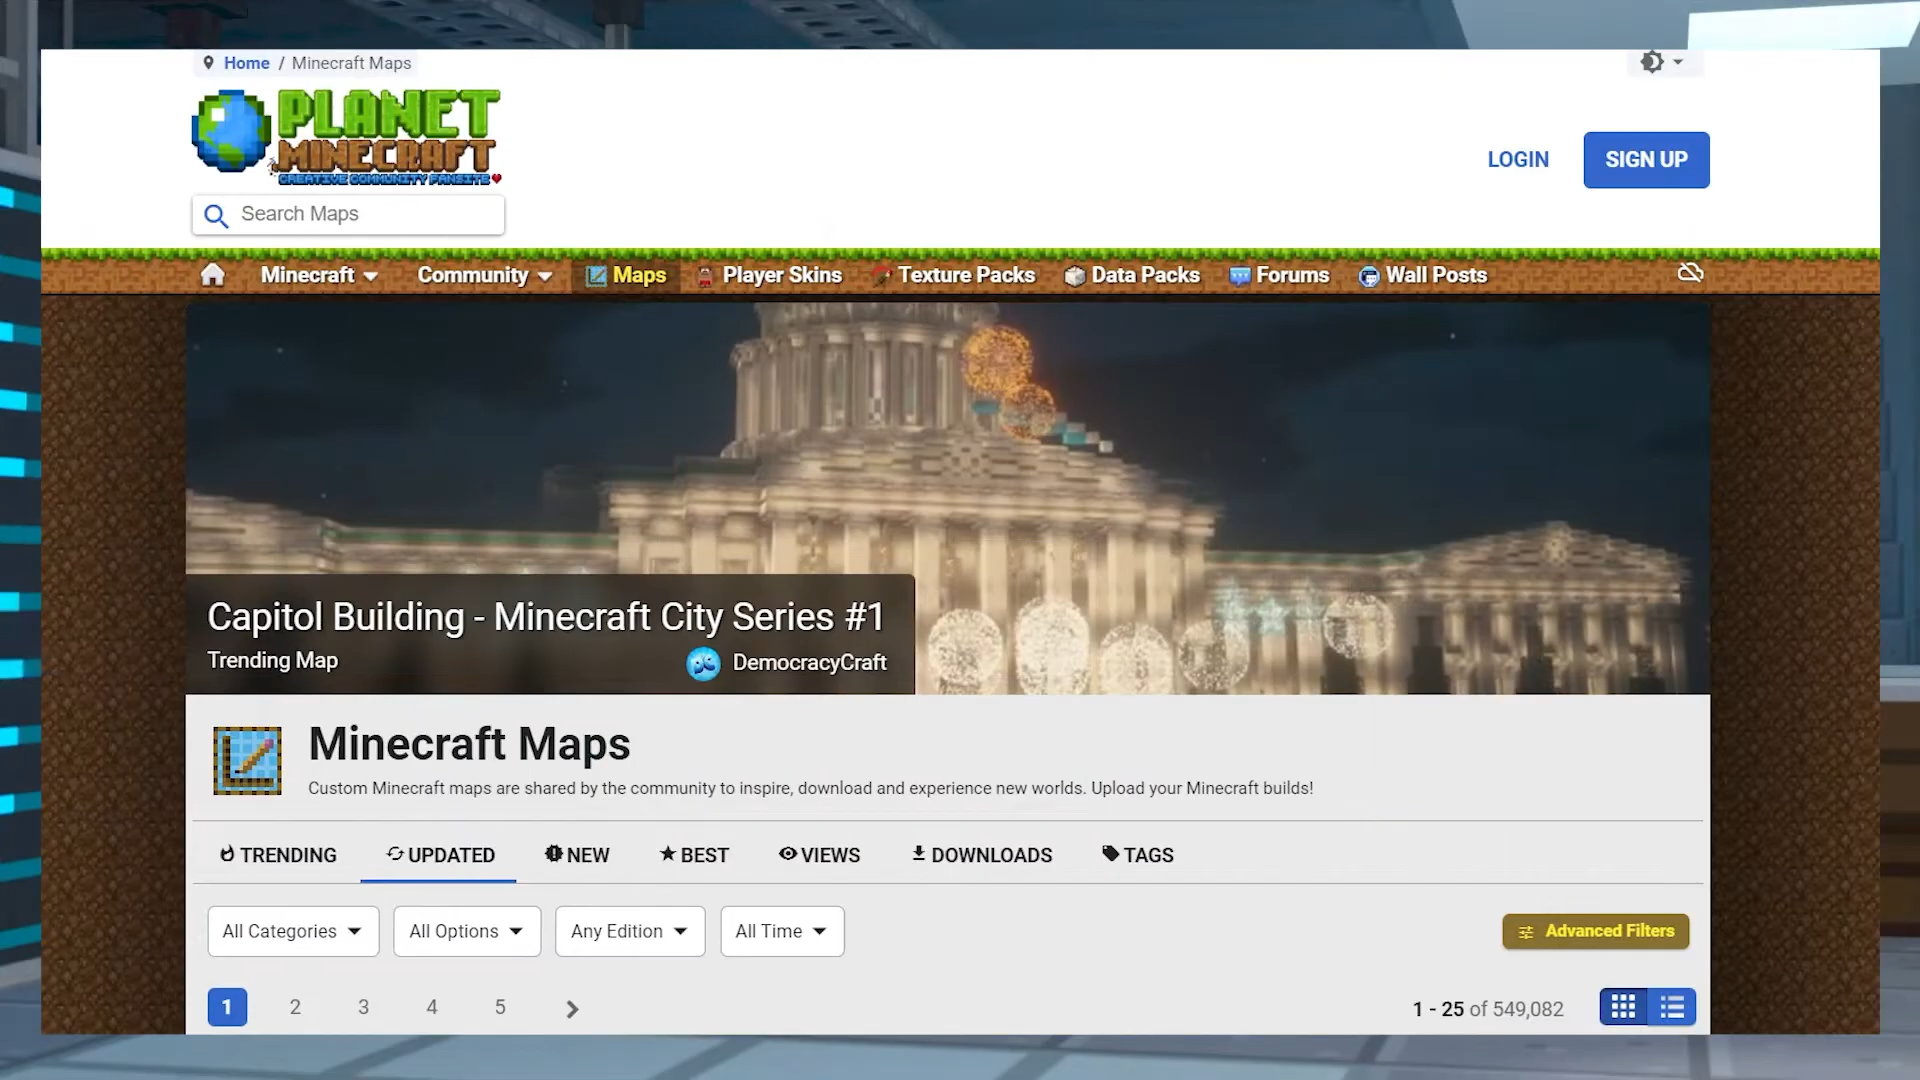 Home / Minecraft Maps
PLANET
MINECRAFT
CREATIVE COMMUNITY FANSITE
LOGIN
SIGN UP
Search Maps
Minecraft
Community
Maps
Player Skins
Texture Packs
Data Packs
Forums
Wall Posts
Capitol Building - Minecraft City Series #1
Trending Map
DemocracyCraft
Minecraft Maps
Custom Minecraft maps are shared by the community to inspire, download and experience new worlds. Upload your Minecraft builds!
TRENDING
UPDATED
NEW
BEST
VIEWS
DOWNLOADS
TAGS
All Categories
All Options
Any Edition
All Time
Advanced Filters
1 2 3 4 5
1 - 25 of 549,082